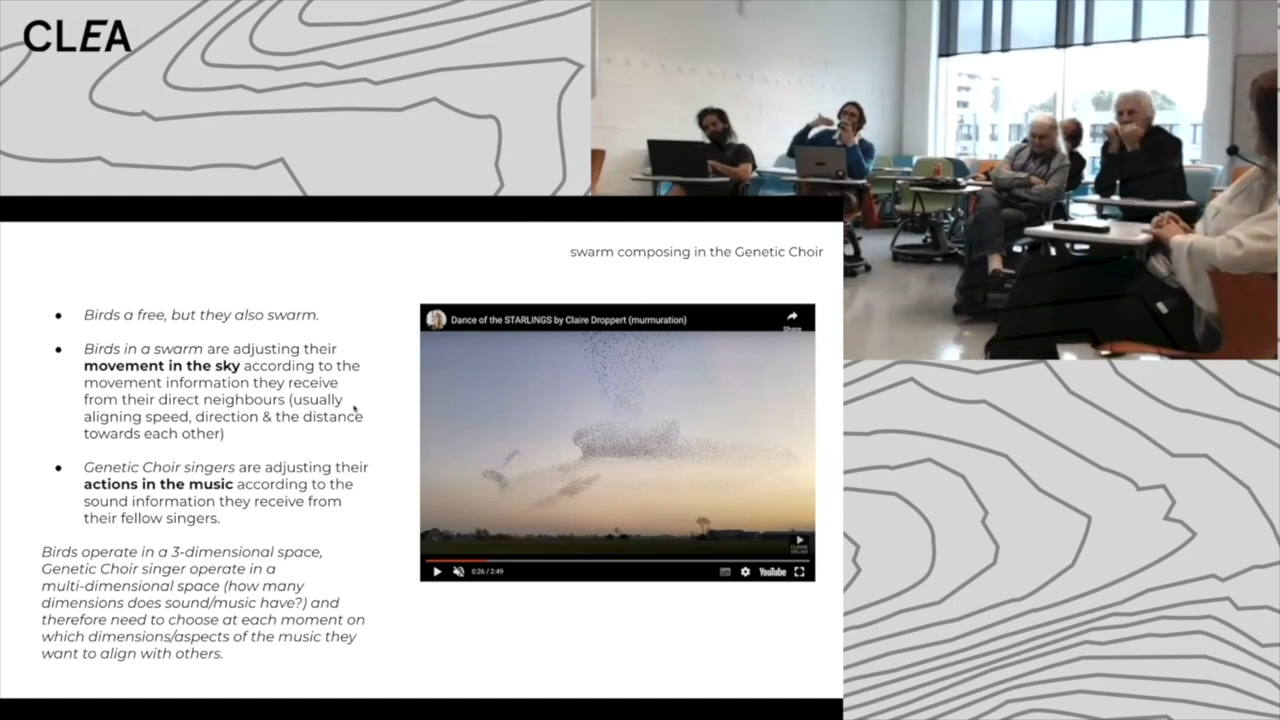 CLEA
swarm composing in the Genetic Choir
Birds a free, but they also swarm.
Birds in a swarm are adjusting their
movement in the sky according to the
movement information they receive
from their direct neighbours (usually
aligning speed, direction & the distance
towards each other)
Genetic Choir singers are adjusting their
actions in the music according to the
sound information they receive from
their fellow singers.
Birds operate in a 3-dimensional space,
Genetic Choir singer operate in a
multi-dimensional space (how many
dimensions does sound/music have?) and
therefore need to choose at each moment on
which dimensions/aspects of the music they
want to align with others.
Dance of the STARLINGS by Claire Droppert (murmuration)
Share
0:26 / 2:49
YouTube